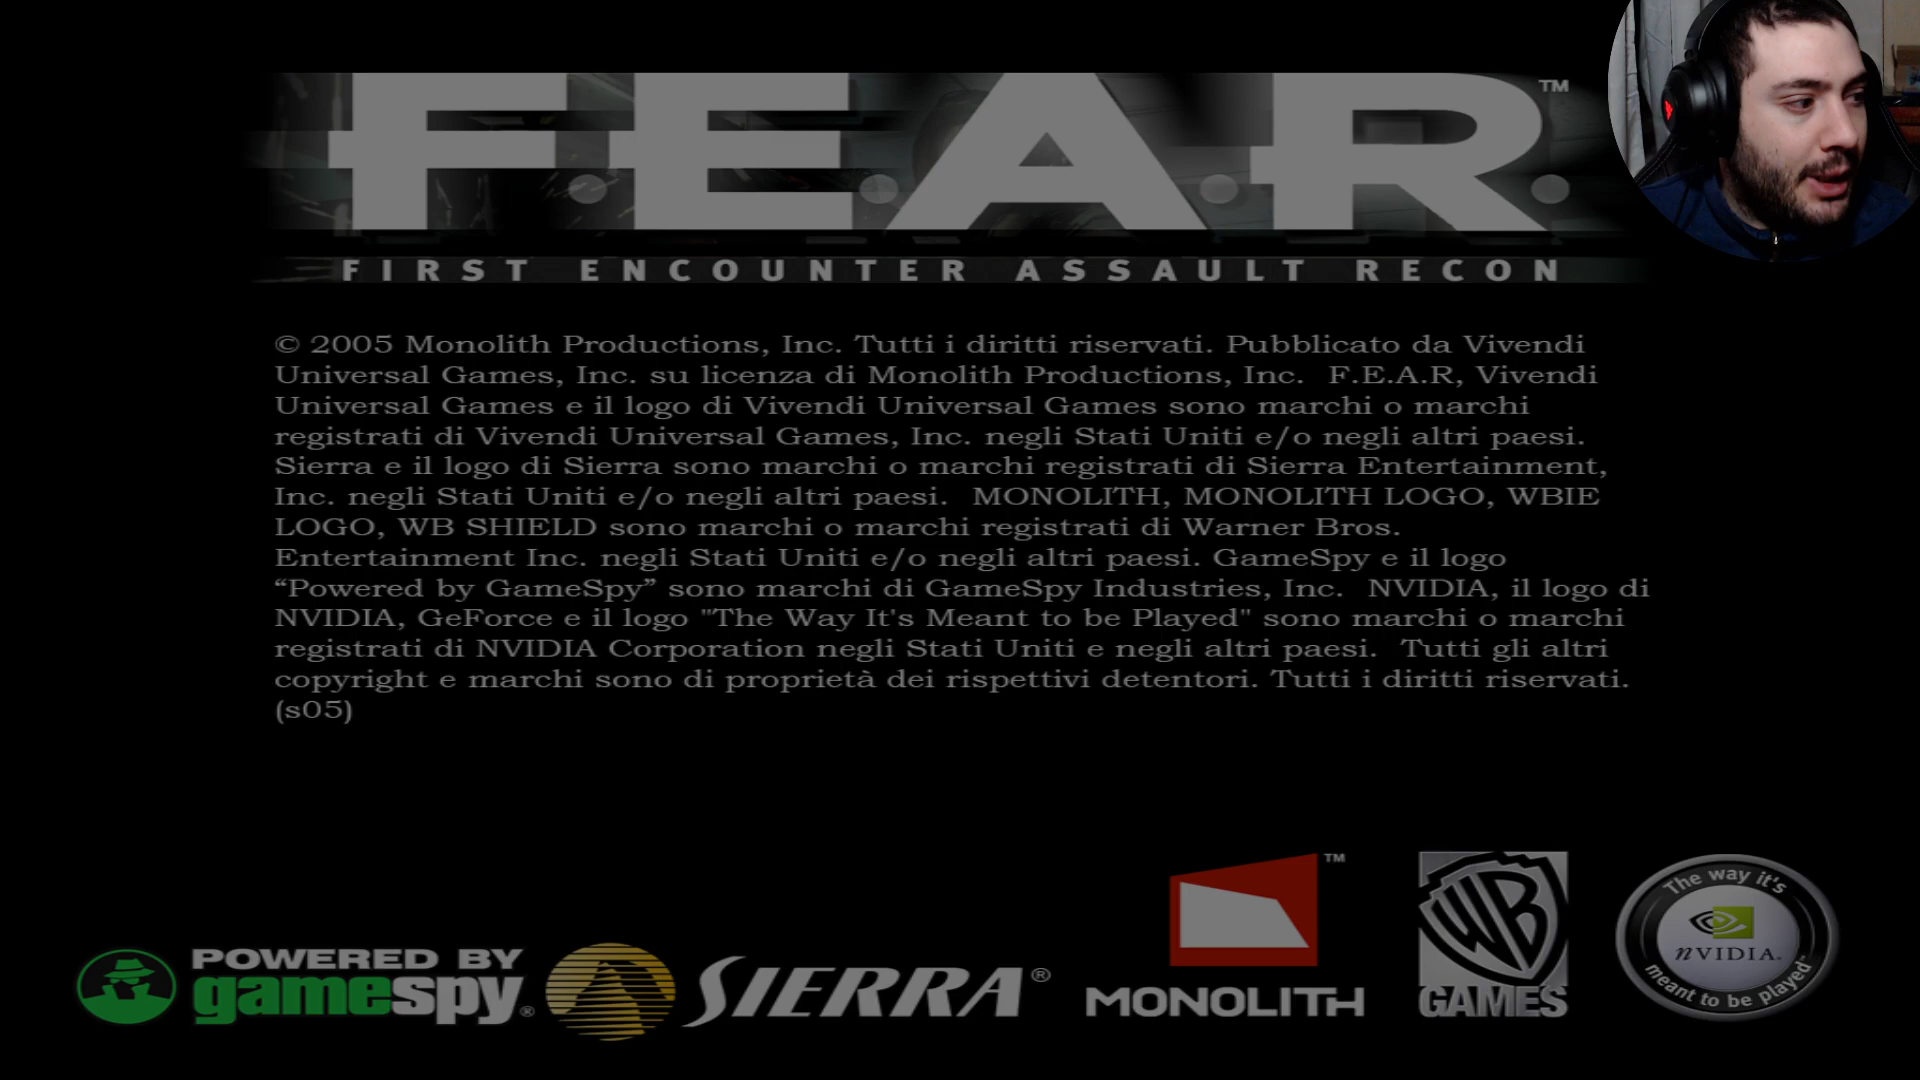 F.E.A.R.™
FIRST ENCOUNTER ASSAULT RECON
© 2005 Monolith Productions, Inc. Tutti i diritti riservati. Pubblicato da Vivendi
Universal Games, Inc. su licenza di Monolith Productions, Inc.  F.E.A.R, Vivendi
Universal Games e il logo di Vivendi Universal Games sono marchi o marchi
registrati di Vivendi Universal Games, Inc. negli Stati Uniti e/o negli altri paesi.
Sierra e il logo di Sierra sono marchi o marchi registrati di Sierra Entertainment,
Inc. negli Stati Uniti e/o negli altri paesi.  MONOLITH, MONOLITH LOGO, WBIE
LOGO, WB SHIELD sono marchi o marchi registrati di Warner Bros.
Entertainment Inc. negli Stati Uniti e/o negli altri paesi. GameSpy e il logo
“Powered by GameSpy” sono marchi di GameSpy Industries, Inc.  NVIDIA, il logo di
NVIDIA, GeForce e il logo "The Way It's Meant to be Played" sono marchi o marchi
registrati di NVIDIA Corporation negli Stati Uniti e negli altri paesi.  Tutti gli altri
copyright e marchi sono di proprietà dei rispettivi detentori. Tutti i diritti riservati.
(s05)
POWERED BY
gamespy®
SIERRA®
MONOLITH™
WB
GAMES
The way it's
nVIDIA.
meant to be played™